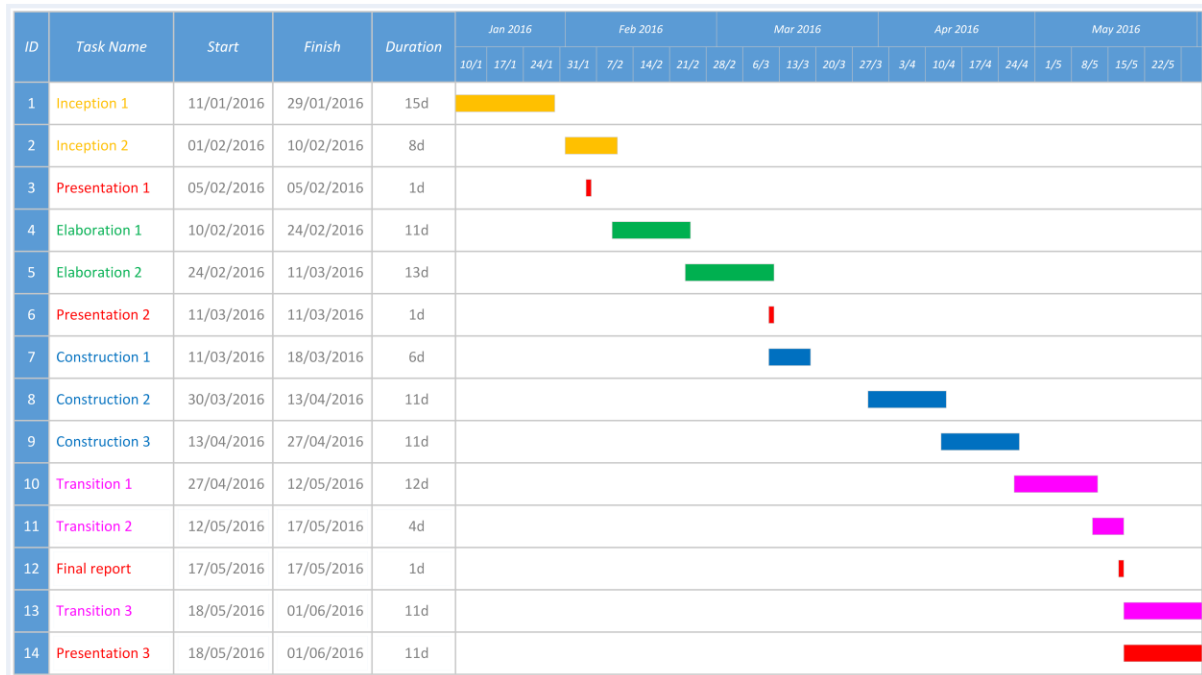 ID Task Name Start Finish Duration Jan 2016 Feb 2016 Mar 2016 Apr 2016 May 2016
10/1 17/1 24/1 31/1 7/2 14/2 21/2 28/2 6/3 13/3 20/3 27/3 3/4 10/4 17/4 24/4 1/5 8/5 15/5 22/5
1 Inception 1 11/01/2016 29/01/2016 15d
2 Inception 2 01/02/2016 10/02/2016 8d
3 Presentation 1 05/02/2016 05/02/2016 1d
4 Elaboration 1 10/02/2016 24/02/2016 11d
5 Elaboration 2 24/02/2016 11/03/2016 13d
6 Presentation 2 11/03/2016 11/03/2016 1d
7 Construction 1 11/03/2016 18/03/2016 6d
8 Construction 2 30/03/2016 13/04/2016 11d
9 Construction 3 13/04/2016 27/04/2016 11d
10 Transition 1 27/04/2016 12/05/2016 12d
11 Transition 2 12/05/2016 17/05/2016 4d
12 Final report 17/05/2016 17/05/2016 1d
13 Transition 3 18/05/2016 01/06/2016 11d
14 Presentation 3 18/05/2016 01/06/2016 11d